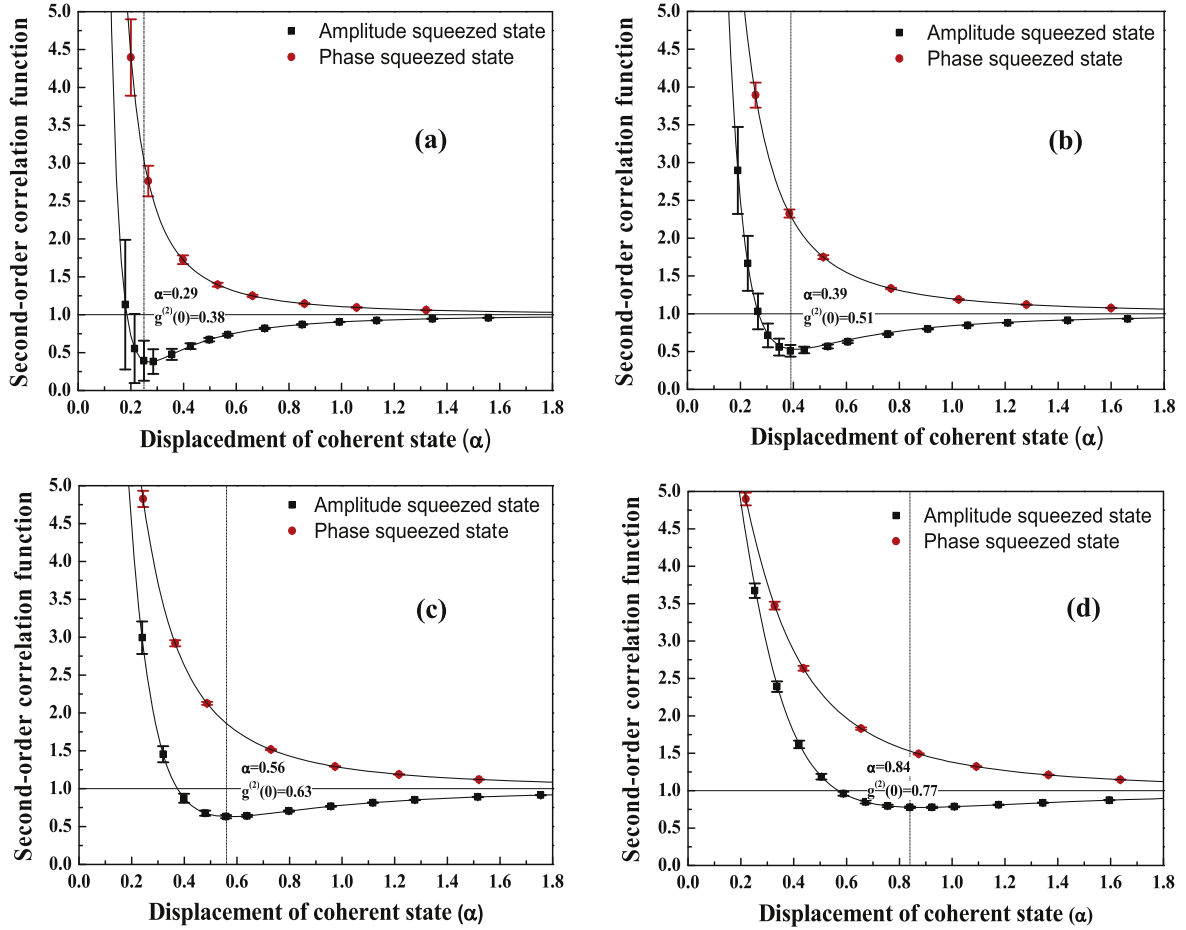 Second-order correlation function
5.0
4.5
4.0
3.5
3.0
2.5
2.0
1.5
1.0
0.5
0.0
Amplitude squeezed state
Phase squeezed state
(a)
α=0.29
g(2)(0)=0.38
0.0 0.2 0.4 0.6 0.8 1.0 1.2 1.4 1.6 1.8
Displacedment of coherent state (α)
Second-order correlation function
5.0
4.5
4.0
3.5
3.0
2.5
2.0
1.5
1.0
0.5
0.0
Amplitude squeezed state
Phase squeezed state
(b)
α=0.39
g(2)(0)=0.51
0.0 0.2 0.4 0.6 0.8 1.0 1.2 1.4 1.6 1.8
Displacedment of coherent state (α)
Second-order correlation function
5.0
4.5
4.0
3.5
3.0
2.5
2.0
1.5
1.0
0.5
0.0
Amplitude squeezed state
Phase squeezed state
(c)
α=0.56
g(2)(0)=0.63
0.0 0.2 0.4 0.6 0.8 1.0 1.2 1.4 1.6 1.8
Displacement of coherent state (α)
Second-order correlation function
5.0
4.5
4.0
3.5
3.0
2.5
2.0
1.5
1.0
0.5
0.0
Amplitude squeezed state
Phase squeezed state
(d)
α=0.84
g(2)(0)=0.77
0.0 0.2 0.4 0.6 0.8 1.0 1.2 1.4 1.6 1.8
Displacement of coherent state (α)